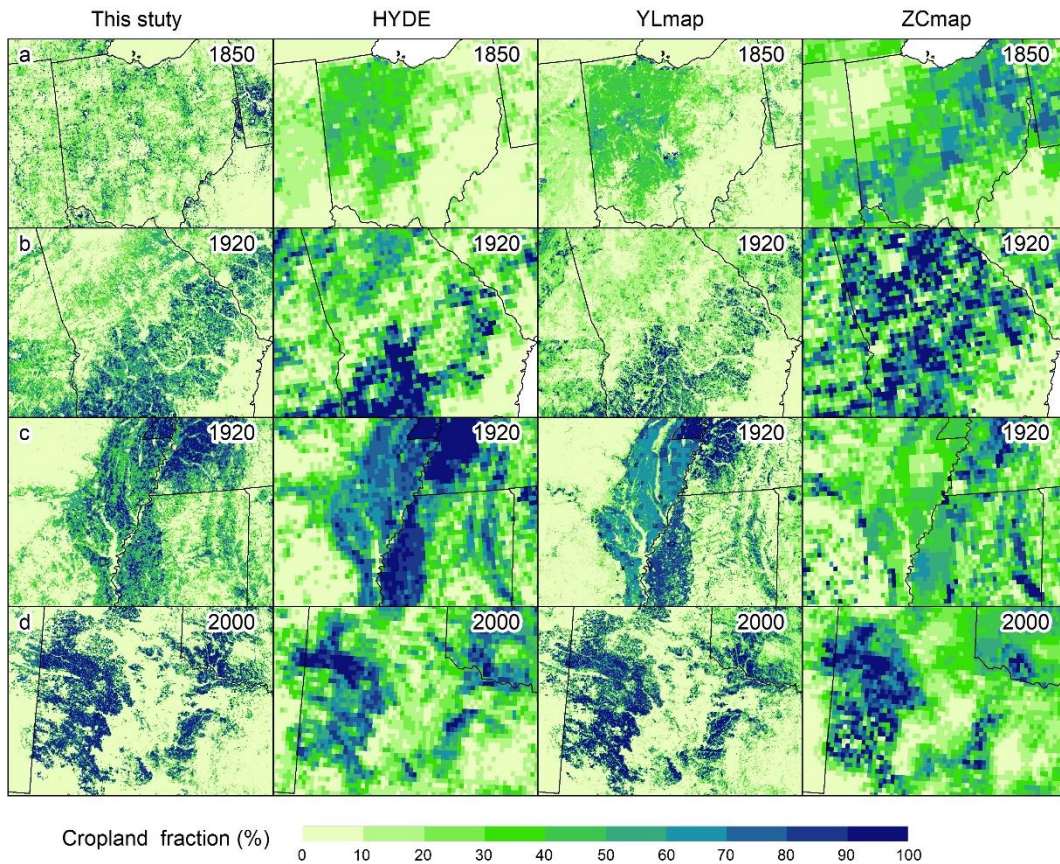 This stuty HYDE YLmap ZCmap
a 1850 1850 1850 1850
b 1920 1920 1920 1920
c 1920 1920 1920 1920
d 2000 2000 2000 2000
Cropland fraction (%)
0 10 20 30 40 50 60 70 80 90 100